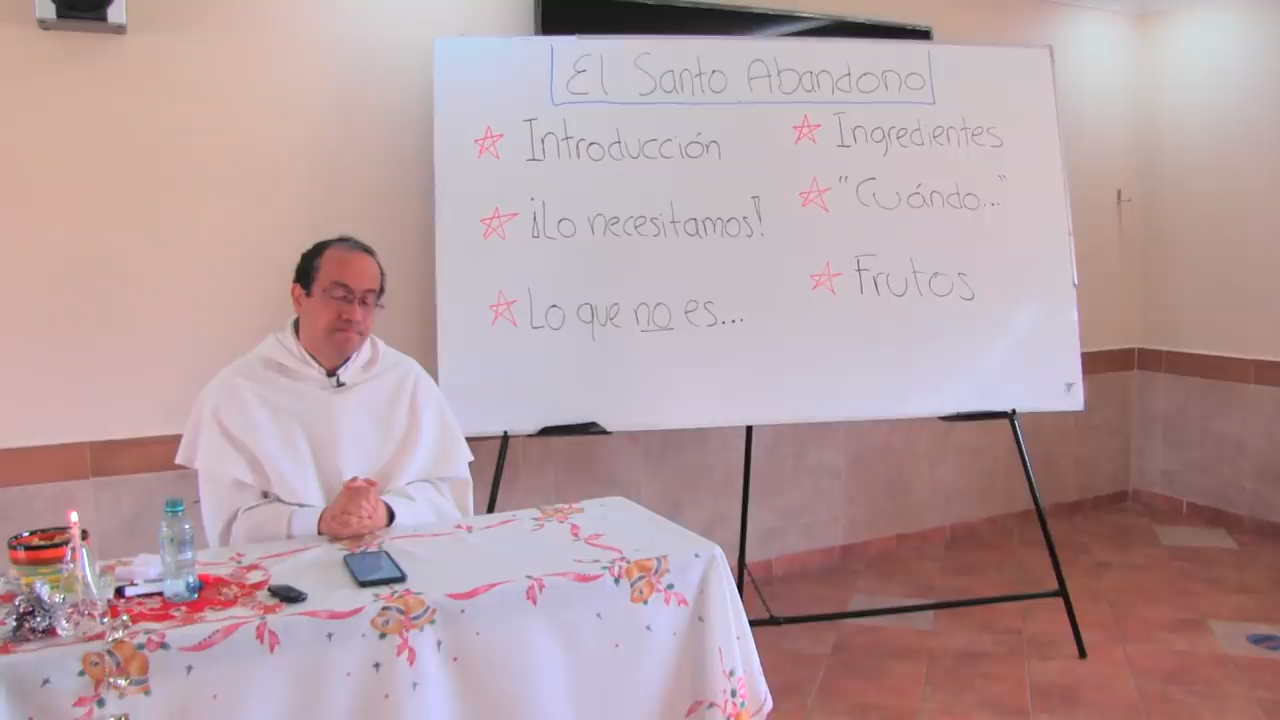 El Santo Abandono
Introducción
¡Lo necesitamos!
Lo que no es...
Ingredientes
"Cuándo..."
Frutos